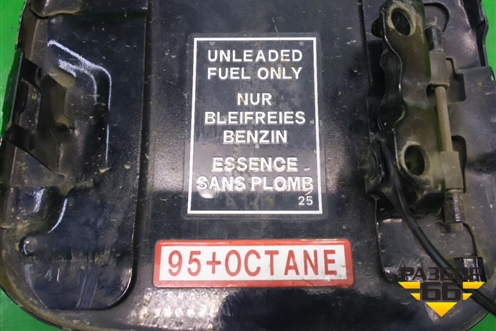 UNLEADED
FUEL ONLY
NUR
BLEIFREIES
BENZIN
ESSENCE
SANS PLOMB
25
95+OCTANE
РАЗБОР
66